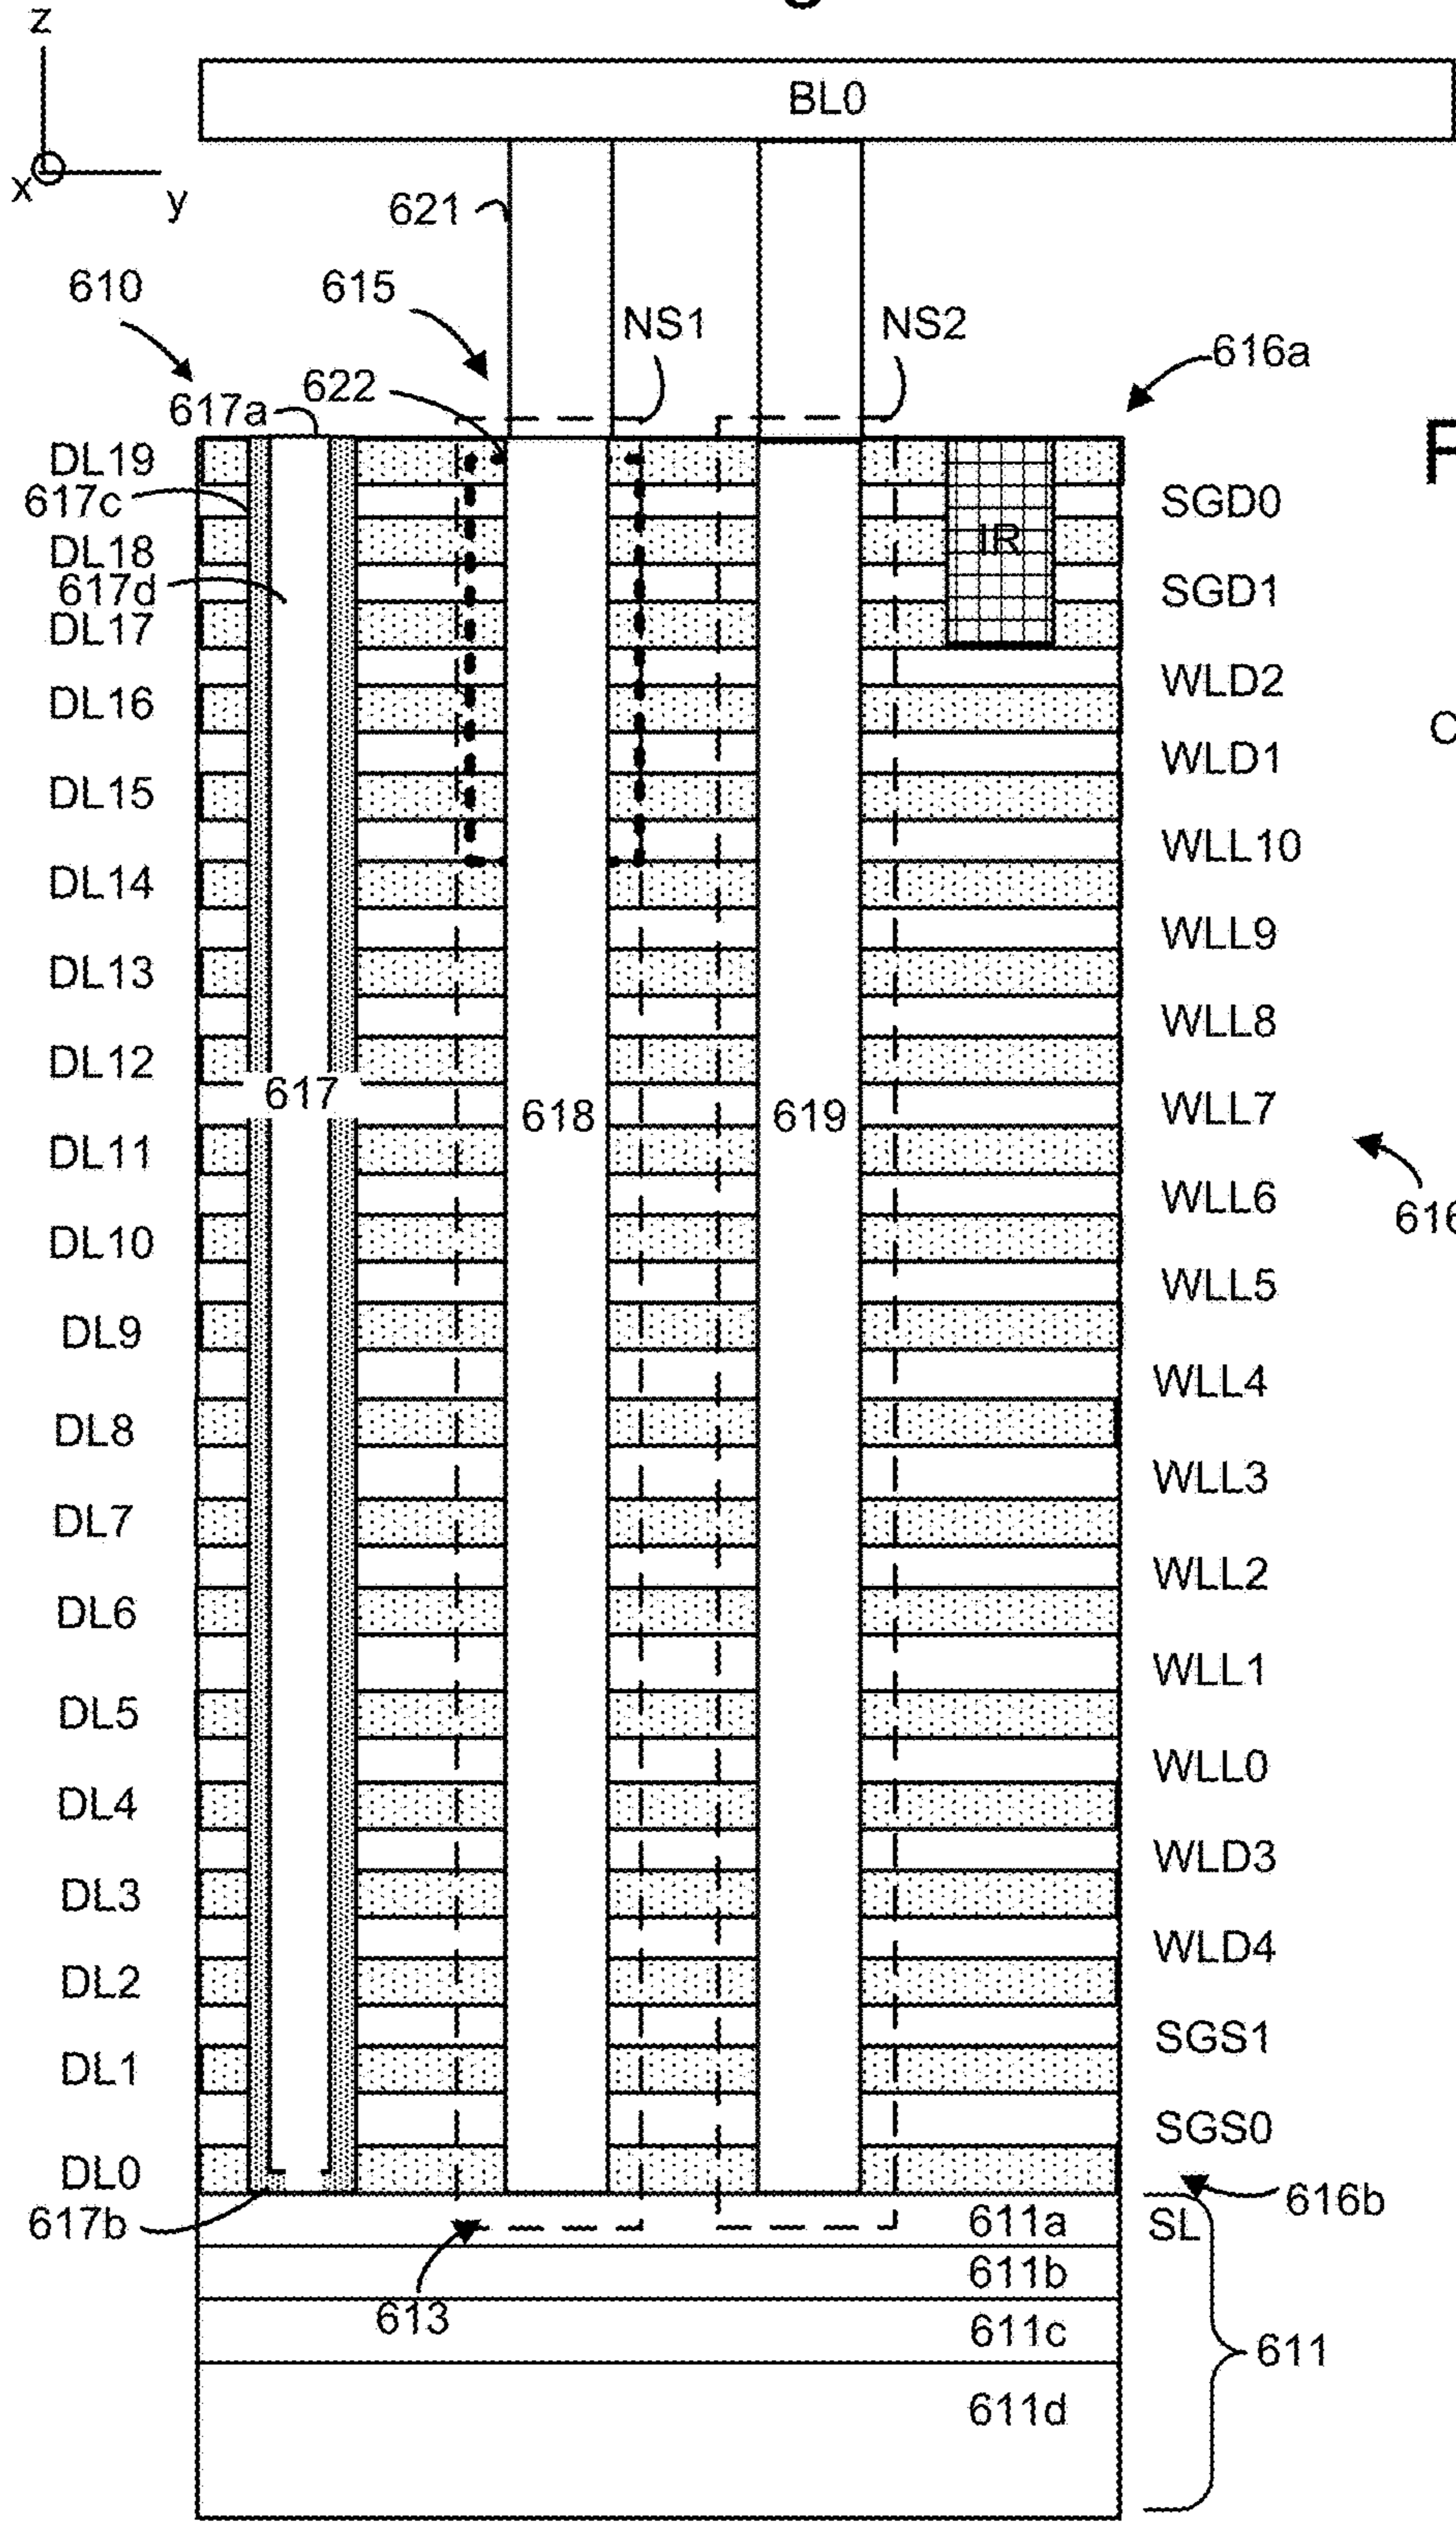 z
BL0
x
y
621
610
615
NS1
NS2
616a
622
617a
DL19
617c
SGD0
IR
DL18
617d
SGD1
DL17
WLD2
DL16
WLD1
DL15
WLL10
DL14
WLL9
DL13
WLL8
DL12
617
618
619
WLL7
DL11
WLL6
616
DL10
WLL5
DL9
WLL4
DL8
WLL3
DL7
WLL2
DL6
WLL1
DL5
WLL0
DL4
WLD3
DL3
WLD4
DL2
SGS1
DL1
SGS0
DL0
616b
617b
611a
SL
611b
613
611c
611
611d